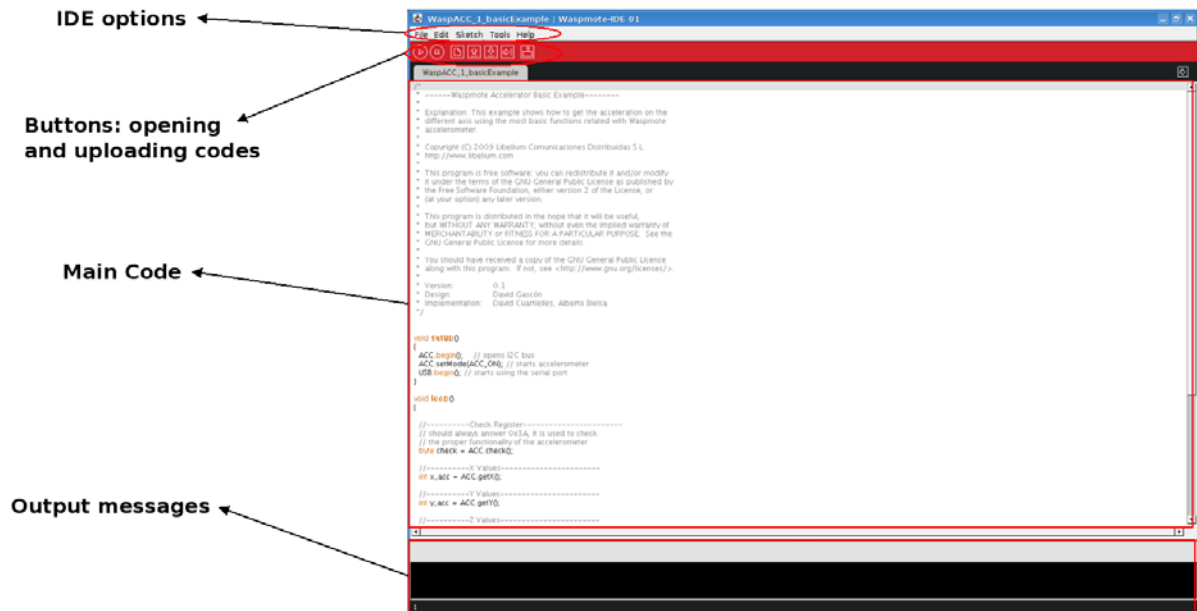 IDE options
Buttons: opening
and uploading codes
Main Code
Output messages
WaspACC_1_basicExample | Waspmote-IDE 01
File Edit Sketch Tools Help
WaspACC_1_basicExample
/*
* ------Waspmote Accelerator Basic Example--------
*
* Explanation: This example shows how to get the acceleration on the
* different axis using the most basic functions related with Waspmote
* accelerometer.
*
* Copyright (C) 2009 Libelium Comunicaciones Distribuidas S.L.
* http://www.libelium.com
*
* This program is free software: you can redistribute it and/or modify
* it under the terms of the GNU General Public License as published by
* the Free Software Foundation, either version 2 of the License, or
* (at your option) any later version.
*
* This program is distributed in the hope that it will be useful,
* but WITHOUT ANY WARRANTY; without even the implied warranty of
* MERCHANTABILITY or FITNESS FOR A PARTICULAR PURPOSE. See the
* GNU General Public License for more details.
*
* You should have received a copy of the GNU General Public License
* along with this program. If not, see <http://www.gnu.org/licenses/>.
*
* Version: 0.1
* Design: David Gascón
* Implementation: David Cuartielles, Alberto Bielsa
*/
void setup()
{
ACC.begin(); // opens I2C bus
ACC.setMode(ACC_ON); // starts accelerometer
USB.begin(); // starts using the serial port
}
void loop()
{
//----------Check Register-----------------------
// should always answer 0x3A, it is used to check
// the proper functionality of the accelerometer
byte check = ACC.check();
//----------X Values-----------------------
int x_acc = ACC.getX();
//----------Y Values-----------------------
int y_acc = ACC.getY();
//----------Z Values-----------------------
1